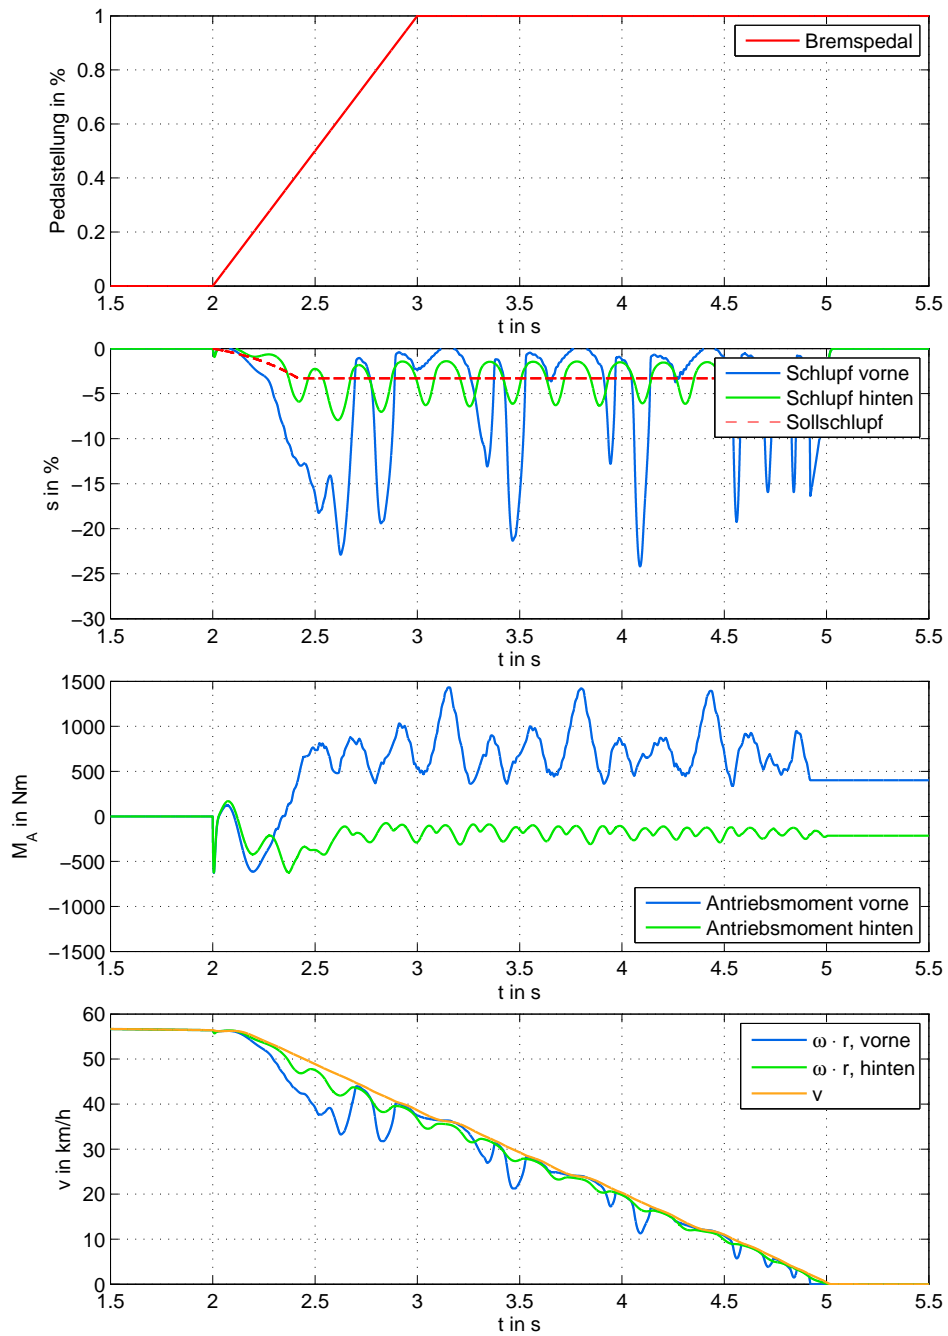 1
0.8
0.6
0.4
0.2
0
Pedalstellung in %
Bremspedal
1.5 2 2.5 3 3.5 4 4.5 5 5.5
t in s
0
−5
−10
−15
−20
−25
−30
s in %
Schlupf vorne
Schlupf hinten
Sollschlupf
1.5 2 2.5 3 3.5 4 4.5 5 5.5
t in s
1500
1000
500
0
−500
−1000
−1500
M_A in Nm
Antriebsmoment vorne
Antriebsmoment hinten
1.5 2 2.5 3 3.5 4 4.5 5 5.5
t in s
60
50
40
30
20
10
0
v in km/h
ω · r, vorne
ω · r, hinten
v
1.5 2 2.5 3 3.5 4 4.5 5 5.5
t in s